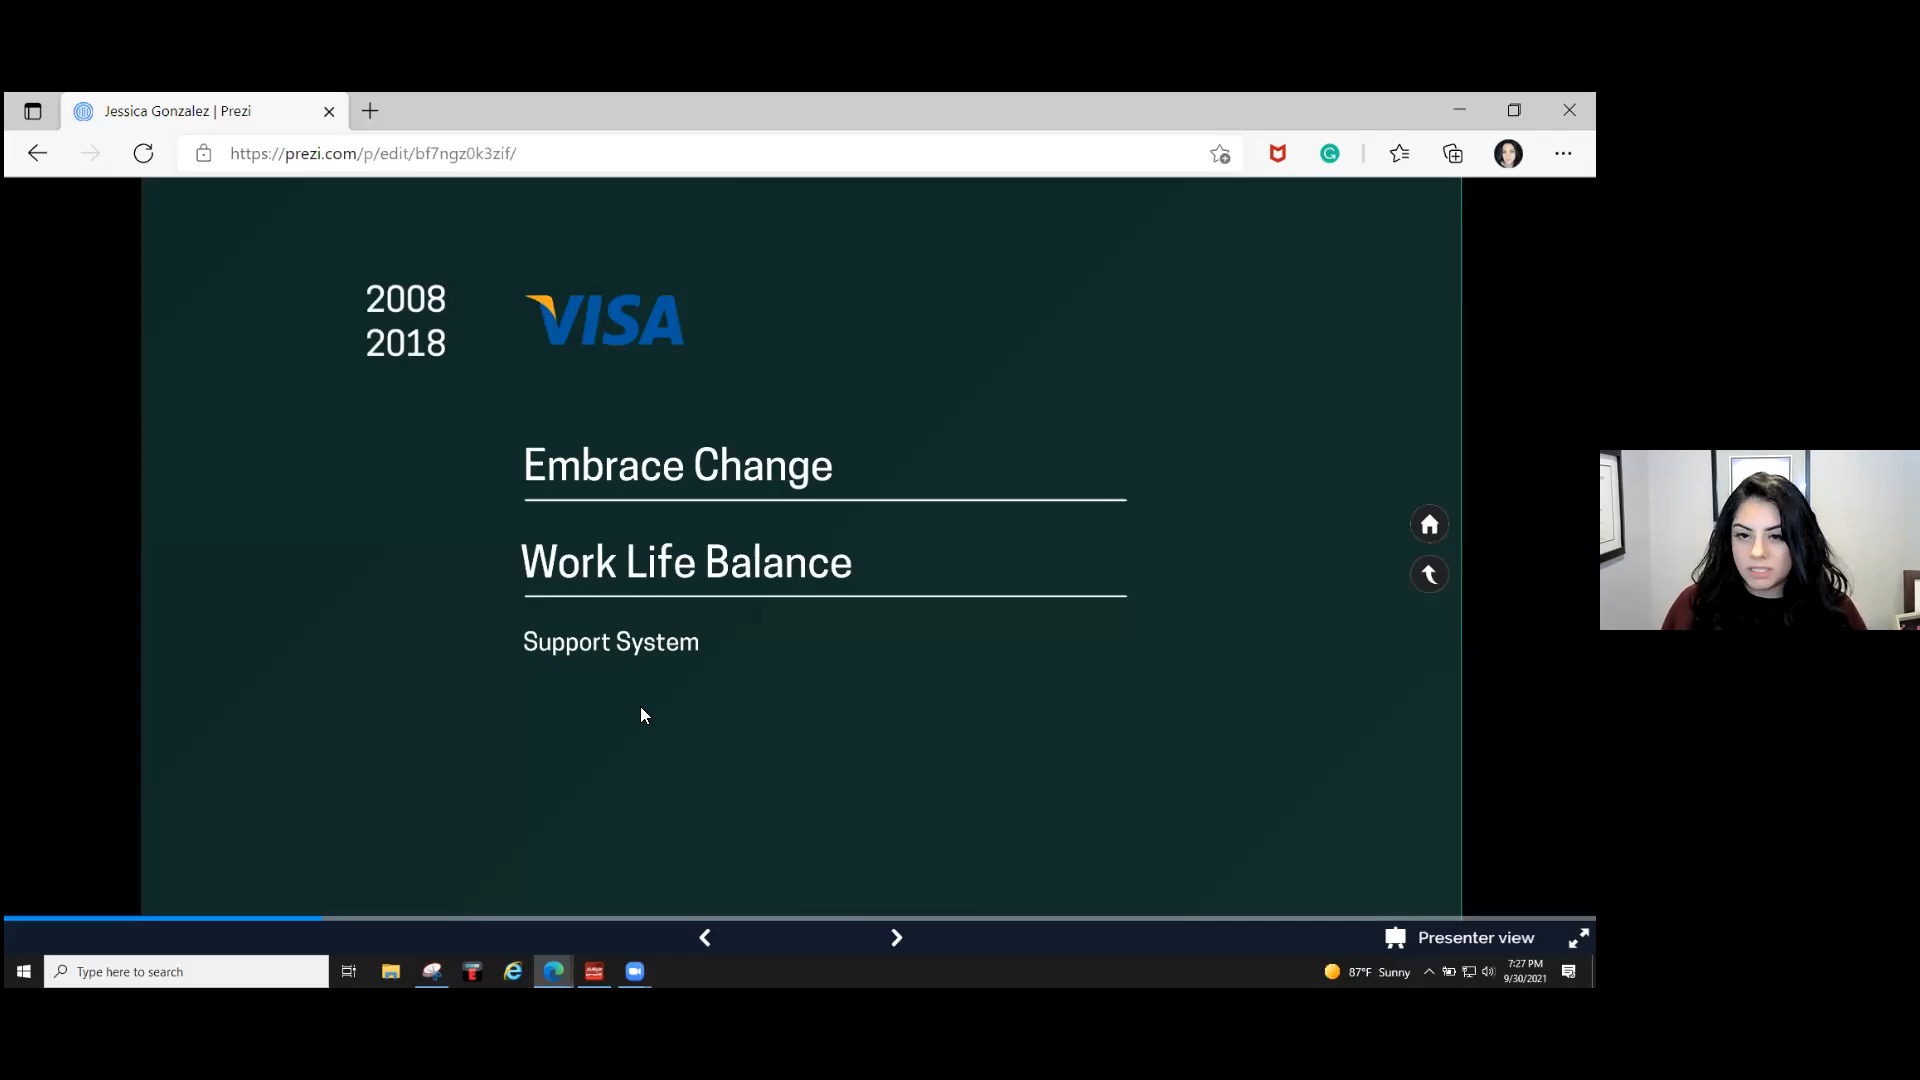 Jessica Gonzalez | Prezi
https://prezi.com/p/edit/bf7ngz0k3zif/
2008
2018
VISA
Embrace Change
Work Life Balance
Support System
Presenter view
Type here to search
87°F Sunny
7:27 PM
9/30/2021